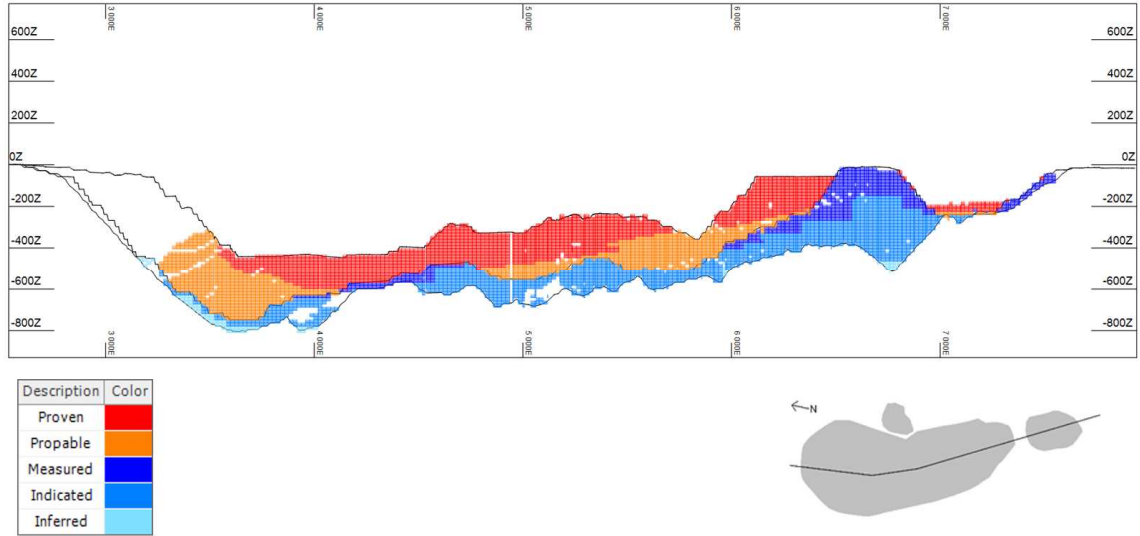 3 000E 4 000E 5 000E 6 000E 7 000E
600Z 600Z
400Z 400Z
200Z 200Z
0Z 0Z
-200Z -200Z
-400Z -400Z
-600Z -600Z
-800Z -800Z
3 000E 4 000E 5 000E 6 000E 7 000E
Description Color
Proven
Propable
Measured
Indicated
Inferred
N